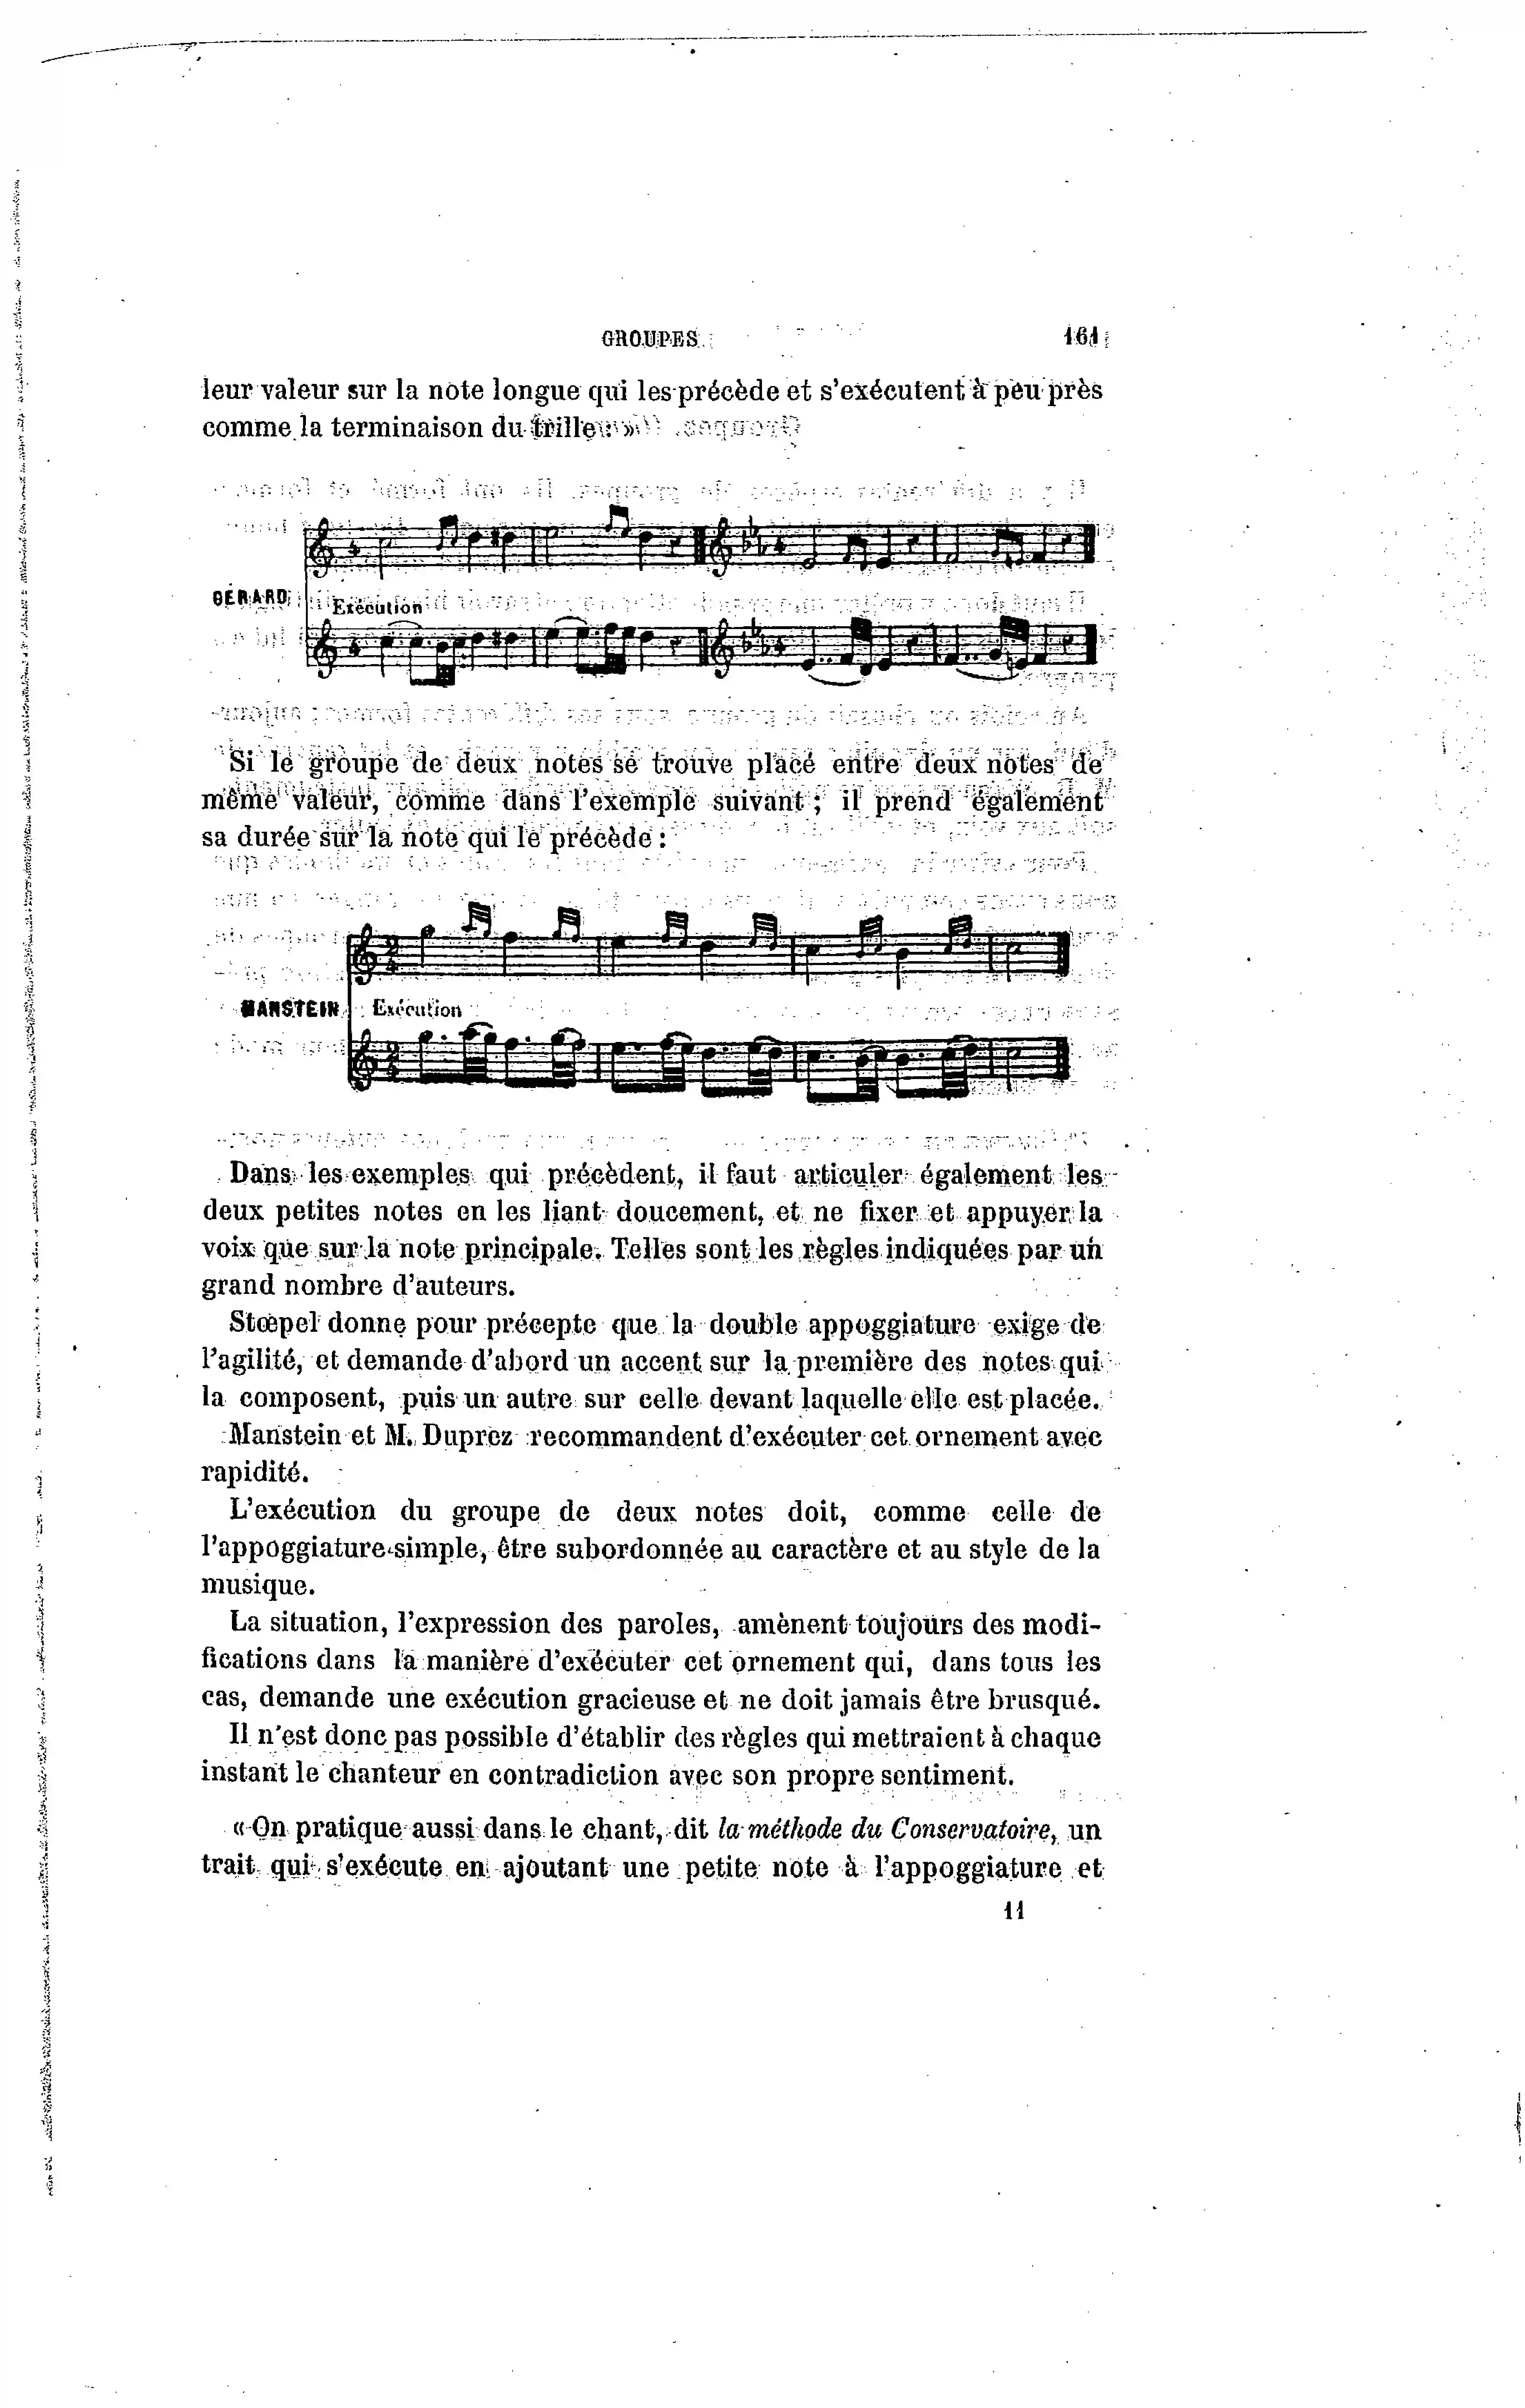 GROUPES
161
leur valeur sur la note longue qui les précède et s'exécutent à peu près
comme la terminaison du trille. »
GÉRARD
Exécution
Si le groupe de deux notes se trouve placé entre deux notes de
même valeur, comme dans l'exemple suivant ; il prend également
sa durée sur la note qui le précède :
MANSTEIN
Exécution
Dans les exemples qui précèdent, il faut articuler également les
deux petites notes en les liant doucement, et ne fixer et appuyer la
voix que sur la note principale. Telles sont les règles indiquées par un
grand nombre d'auteurs.
Stœpel donne pour précepte que la double appoggiature exige de
l'agilité, et demande d'abord un accent sur la première des notes qui
la composent, puis un autre sur celle devant laquelle elle est placée.
Manstein et M. Duprez recommandent d'exécuter cet ornement avec
rapidité.
L'exécution du groupe de deux notes doit, comme celle de
l'appoggiature simple, être subordonnée au caractère et au style de la
musique.
La situation, l'expression des paroles, amènent toujours des modi-
fications dans la manière d'exécuter cet ornement qui, dans tous les
cas, demande une exécution gracieuse et ne doit jamais être brusqué.
Il n'est donc pas possible d'établir des règles qui mettraient à chaque
instant le chanteur en contradiction avec son propre sentiment.
« On pratique aussi dans le chant, dit la méthode du Conservatoire, un
trait qui s'exécute en ajoutant une petite note à l'appoggiature et
11